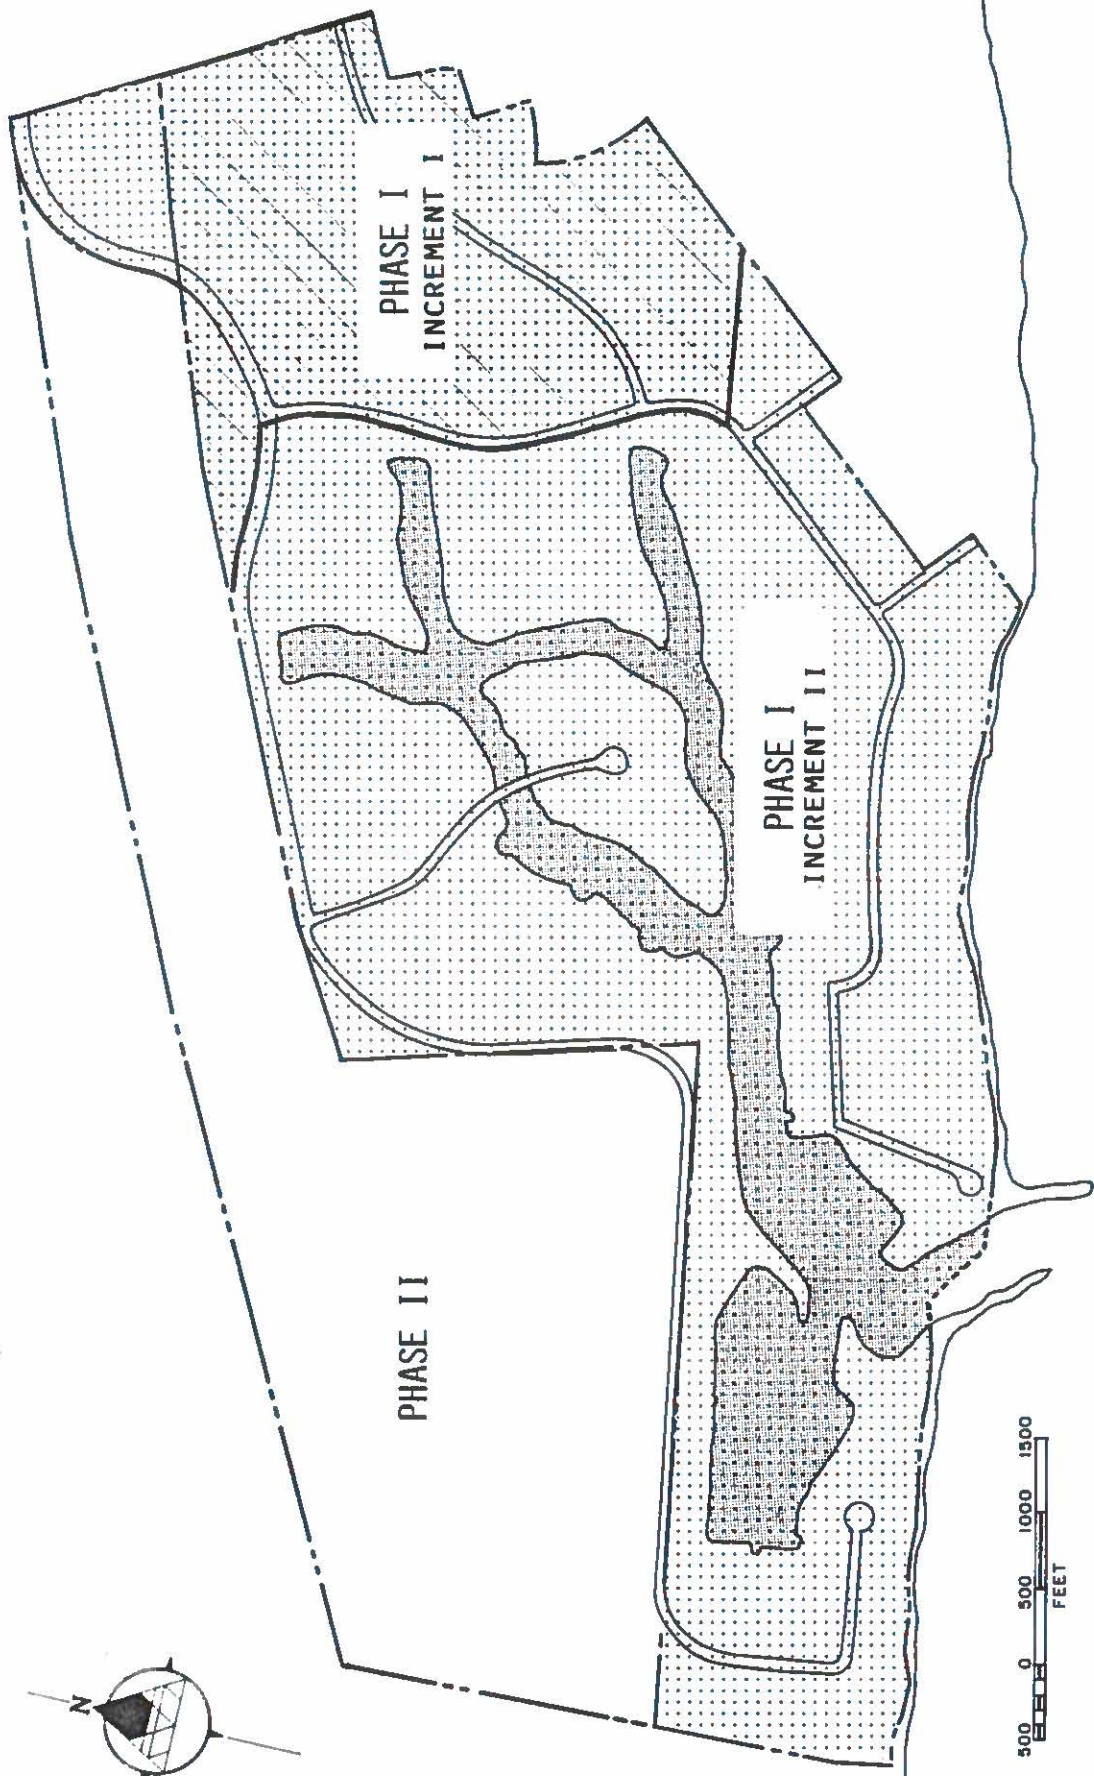 PHASE I
INCREMENT I
PHASE I
INCREMENT II
PHASE II
N
500 0 500 1000 1500
FEET